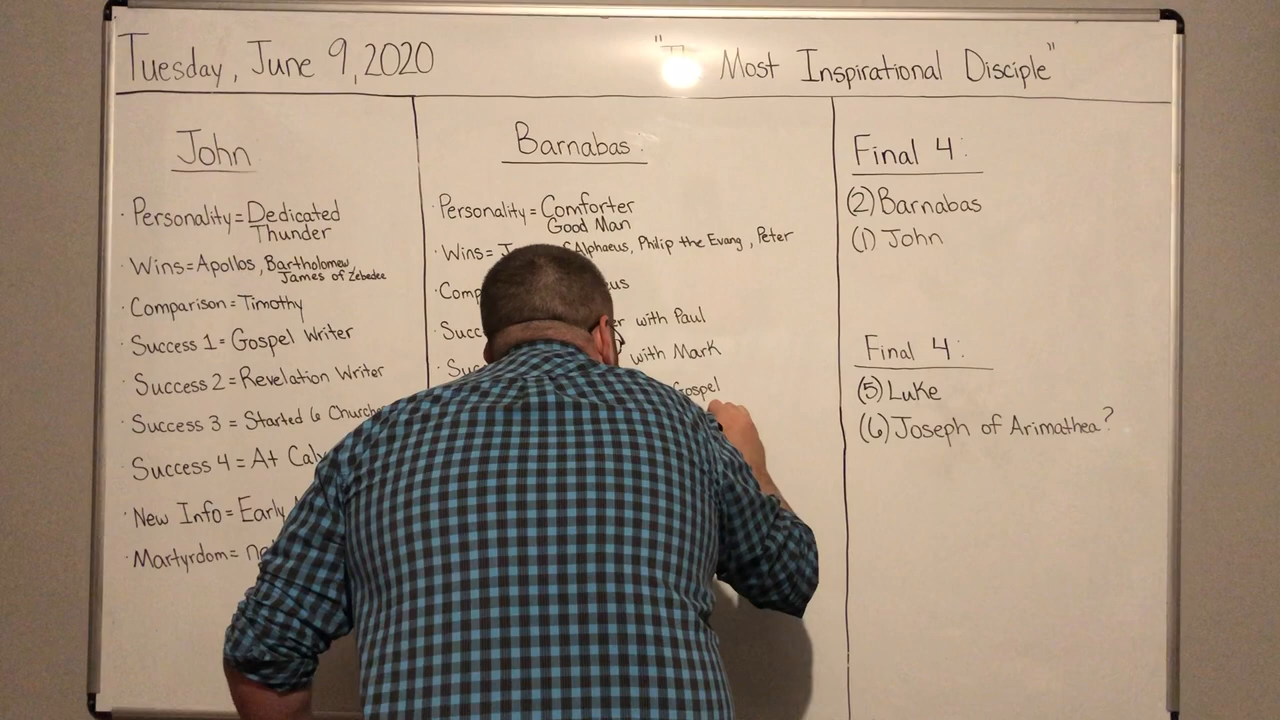 Tuesday, June 9, 2020
" Most Inspirational Disciple"
John
· Personality = Dedicated
Thunder
· Wins = Apollos, Bartholomew
James of Zebedee
· Comparison = Timothy
· Success 1 = Gospel Writer
Success 2 = Revelation Writer
· Success 3 = Started 6
Success 4 = At
· New Info = Early
· Martyrdom =
Barnabas:
· Personality = Comforter
Good Man
· Wins = Alphaeus, Philip the Evang, Peter
with Paul
with Mark
Gospel
Final 4:
(2) Barnabas
(1) John
Final 4:
(5) Luke
(6) Joseph of Arimathea?